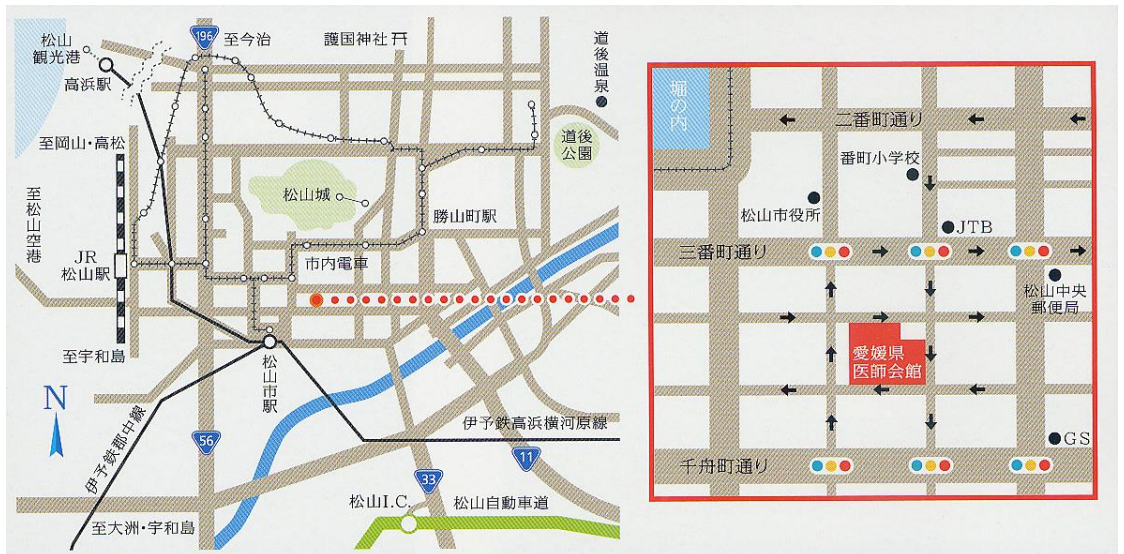 196
至今治
護国神社
松山
観光港
高浜駅
道後温泉
至岡山・高松
道後
公園
至松山空港
松山城
勝山町駅
JR
松山駅
市内電車
至宇和島
松山市駅
N
伊予鉄郡中線
伊予鉄高浜横河原線
56
11
33
松山I.C.
松山自動車道
至大洲・宇和島
堀の内
二番町通り
番町小学校
松山市役所
JTB
三番町通り
松山中央
郵便局
愛媛県
医師会館
GS
千舟町通り